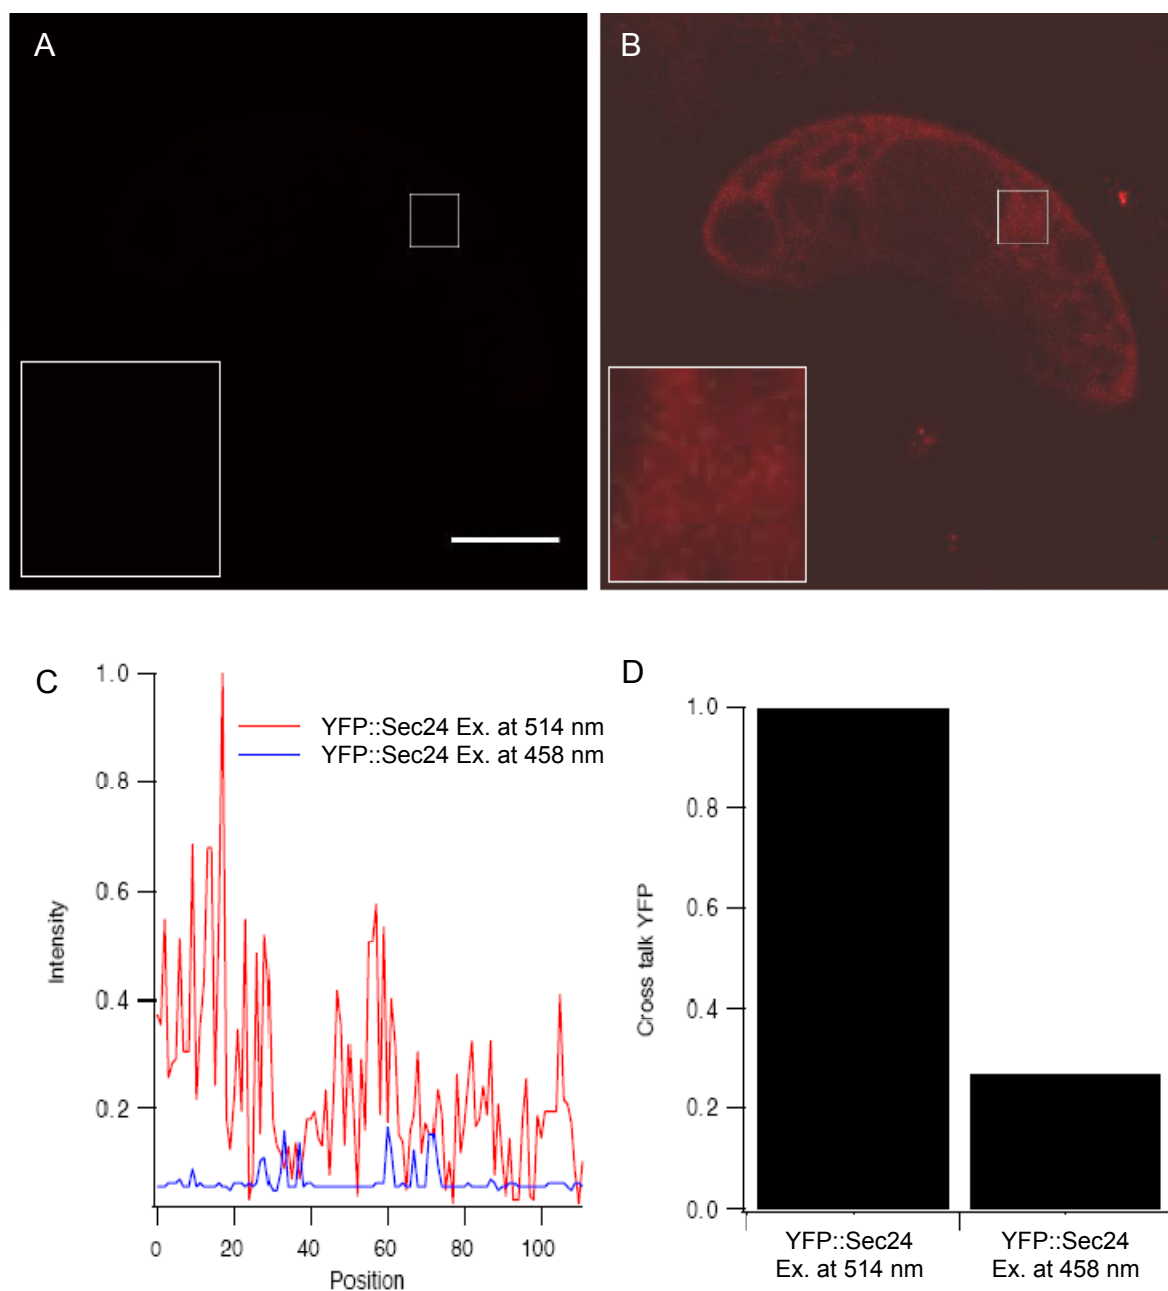 A
B
C
1.0
0.8
0.6
0.4
0.2
Intensity
YFP::Sec24 Ex. at 514 nm
YFP::Sec24 Ex. at 458 nm
0 20 40 60 80 100
Position
D
1.0
0.8
0.6
0.4
0.2
0.0
Cross talk YFP
YFP::Sec24
Ex. at 514 nm
YFP::Sec24
Ex. at 458 nm